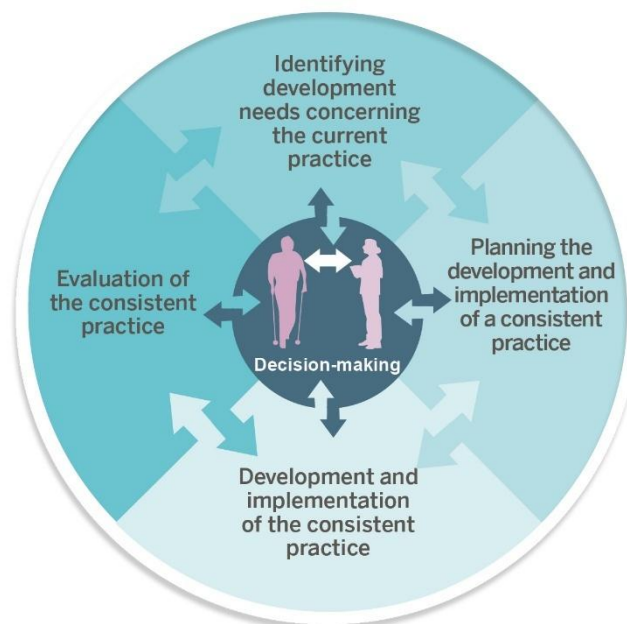 Identifying
development
needs concerning
the current
practice
Planning the
development and
implementation
of a consistent
practice
Evaluation of
the consistent
practice
Decision-making
Development and
implementation
of the consistent
practice